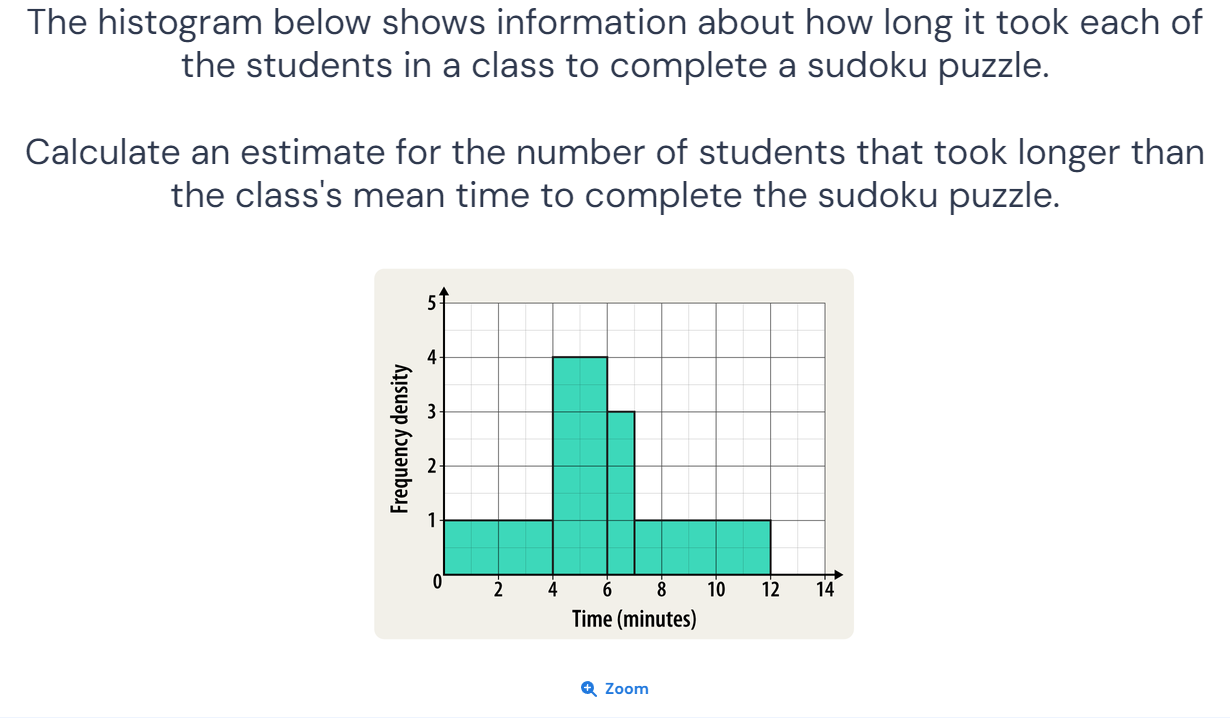 The histogram below shows information about how long it took each of
the students in a class to complete a sudoku puzzle.
Calculate an estimate for the number of students that took longer than
the class's mean time to complete the sudoku puzzle.
5
4
3
2
1
0
Frequency density
2 4 6 8 10 12 14
Time (minutes)
Zoom